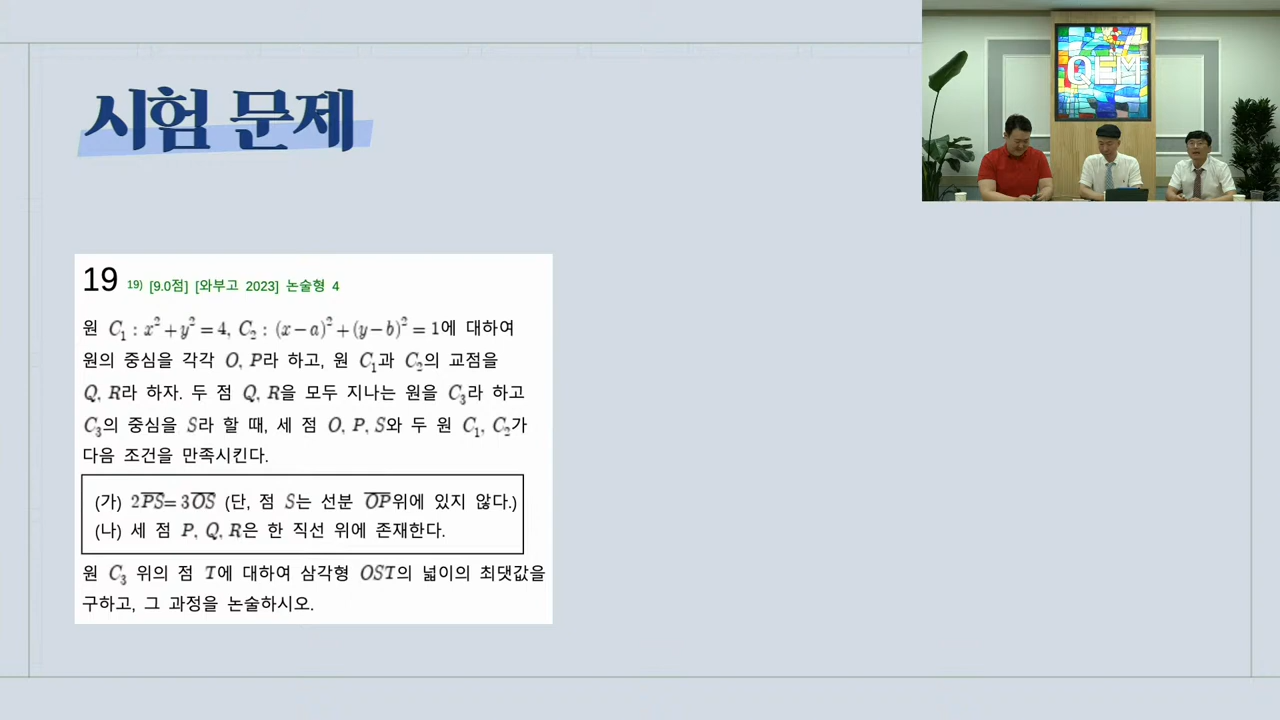 시험 문제
QEM
19 19) [9.0점] [와부고 2023] 논술형 4
원 C₁ : x²+y²=4, C₂ : (x-a)²+(y-b)²=1에 대하여
원의 중심을 각각 O, P라 하고, 원 C₁과 C₂의 교점을
Q, R라 하자. 두 점 Q, R을 모두 지나는 원을 C₃라 하고
C₃의 중심을 S라 할 때, 세 점 O, P, S와 두 원 C₁, C₂가
다음 조건을 만족시킨다.
(가) 2P̅S̅=3O̅S̅ (단, 점 S는 선분 O̅P̅위에 있지 않다.)
(나) 세 점 P, Q, R은 한 직선 위에 존재한다.
원 C₃ 위의 점 T에 대하여 삼각형 OST의 넓이의 최댓값을
구하고, 그 과정을 논술하시오.